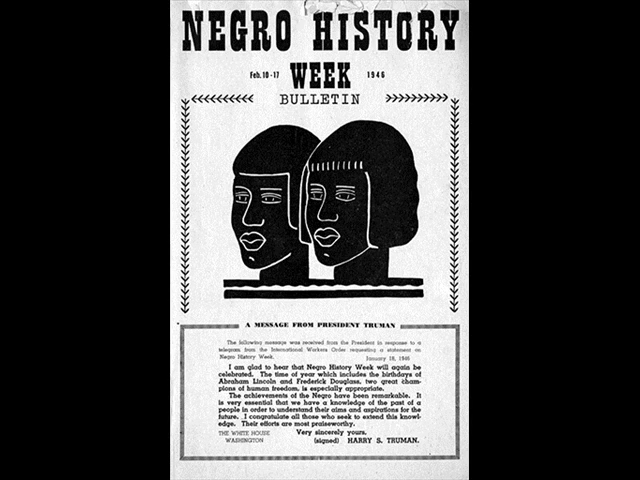 NEGRO HISTORY
Feb. 10-17 WEEK 1946
BULLETIN
A MESSAGE FROM PRESIDENT TRUMAN
The following message was received from the President in response to a
telegram from the International Workers Order requesting a statement on
Negro History Week. January 18, 1946
I am glad to hear that Negro History Week will again be
celebrated. The time of year which includes the birthdays of
Abraham Lincoln and Frederick Douglass, two great cham-
pions of human freedom, is especially appropriate.
The achievements of the Negro have been remarkable. It
is very essential that we have a knowledge of the past of a
people in order to understand their aims and aspirations for the
future. I congratulate all those who seek to extend this knowl-
edge. Their efforts are most praiseworthy.
THE WHITE HOUSE Very sincerely yours,
WASHINGTON (signed) HARRY S. TRUMAN.